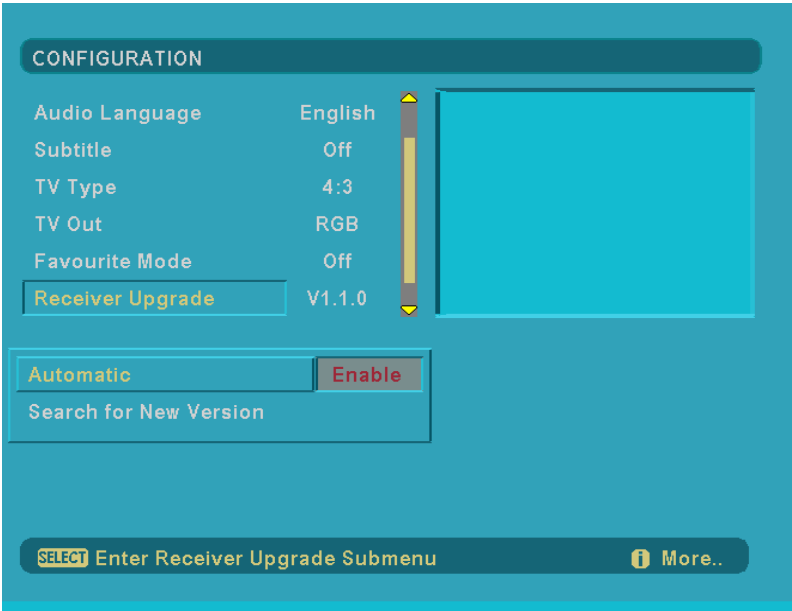 CONFIGURATION
Audio Language English
Subtitle Off
TV Type 4:3
TV Out RGB
Favourite Mode Off
Receiver Upgrade V1.1.0
Automatic Enable
Search for New Version
SELECT Enter Receiver Upgrade Submenu i More..